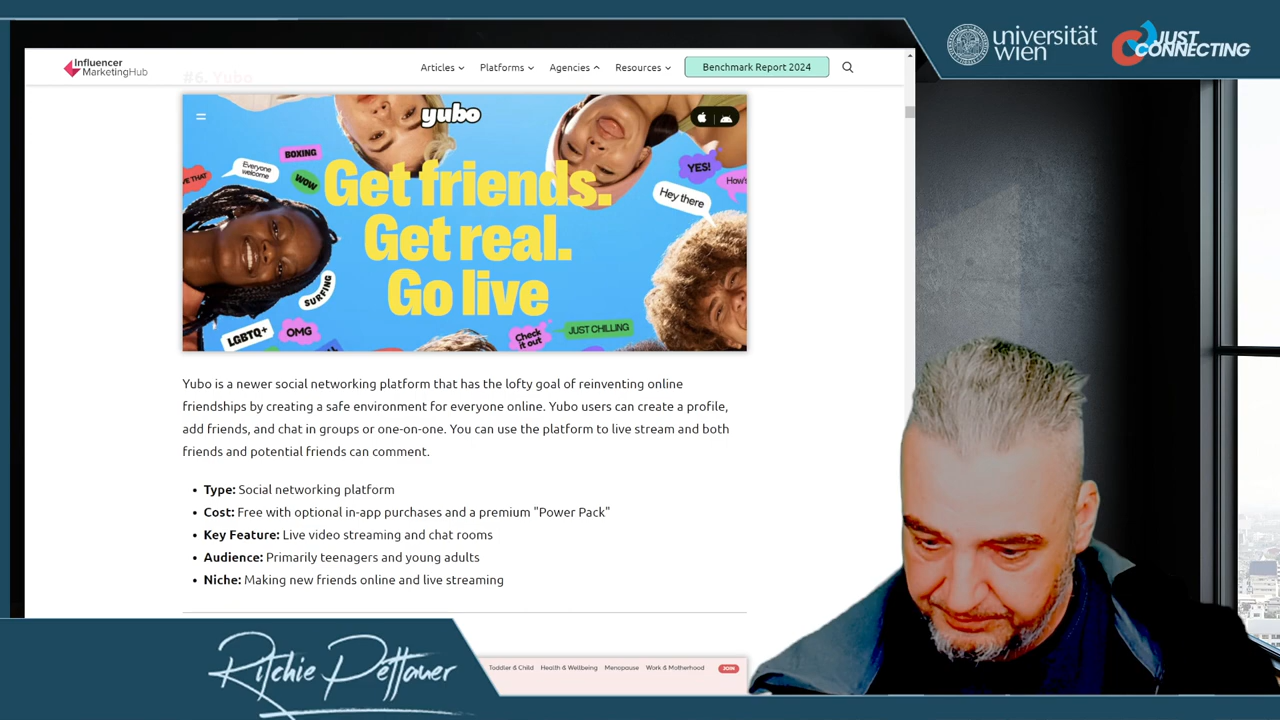 universität
wien
JUST
CONNECTING
Influencer
MarketingHub
Articles
Platforms
Agencies
Resources
Benchmark Report 2024
#6. Yubo
yubo
BOXING
Everyone
welcome
WOW
YES!
How's
Hey there
Get friends.
Get real.
Go live
SURFING
LGBTQ+
OMG
Check
it out
JUST CHILLING
Yubo is a newer social networking platform that has the lofty goal of reinventing online
friendships by creating a safe environment for everyone online. Yubo users can create a profile,
add friends, and chat in groups or one-on-one. You can use the platform to live stream and both
friends and potential friends can comment.
• Type: Social networking platform
• Cost: Free with optional in-app purchases and a premium "Power Pack"
• Key Feature: Live video streaming and chat rooms
• Audience: Primarily teenagers and young adults
• Niche: Making new friends online and live streaming
Toddler & Child Health & Wellbeing Menopause Work & Motherhood JOIN
Ritchie Pettauer